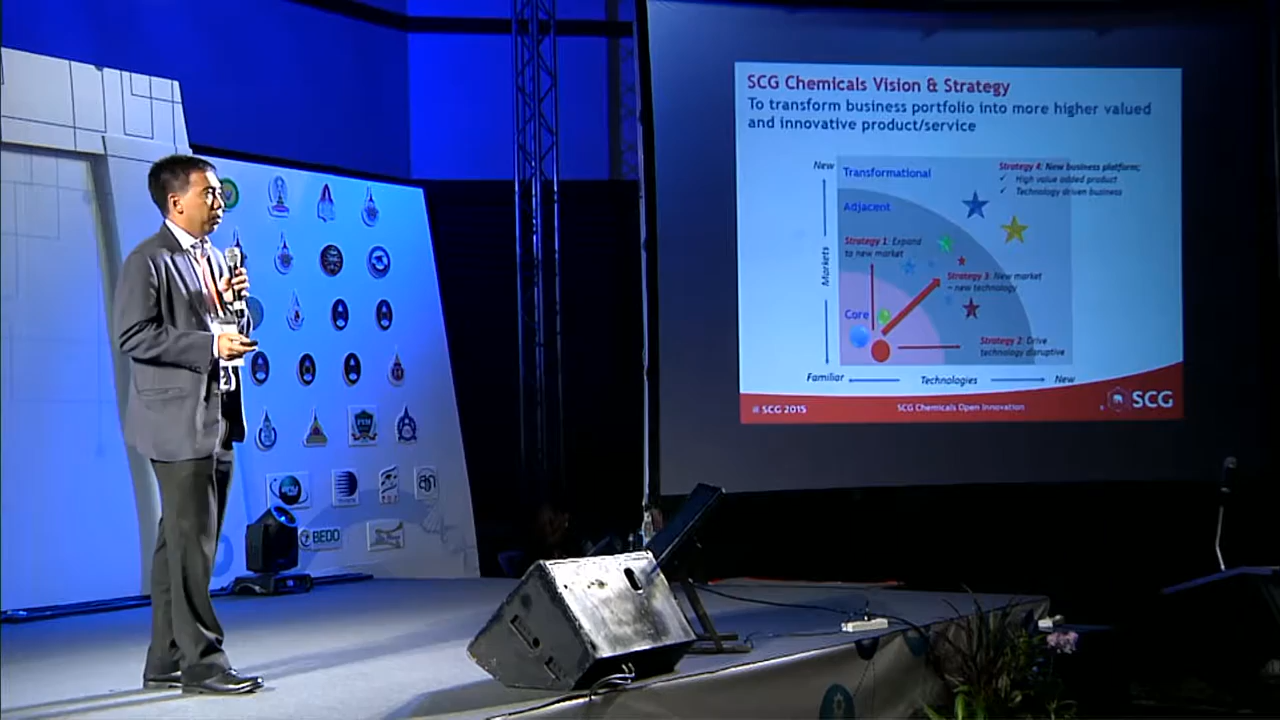 SCG Chemicals Vision & Strategy
To transform business portfolio into more higher valued
and innovative product/service
New
Transformational
Strategy 4: New business platform;
✓ High value added product
✓ Technology driven business
Adjacent
Strategy 1: Expand
to new market
Markets
Strategy 3: New market
– new technology
Core
Strategy 2: Drive
technology disruptive
Familiar
Technologies
New
SCG 2015
SCG Chemicals Open Innovation
SCG
BEDO